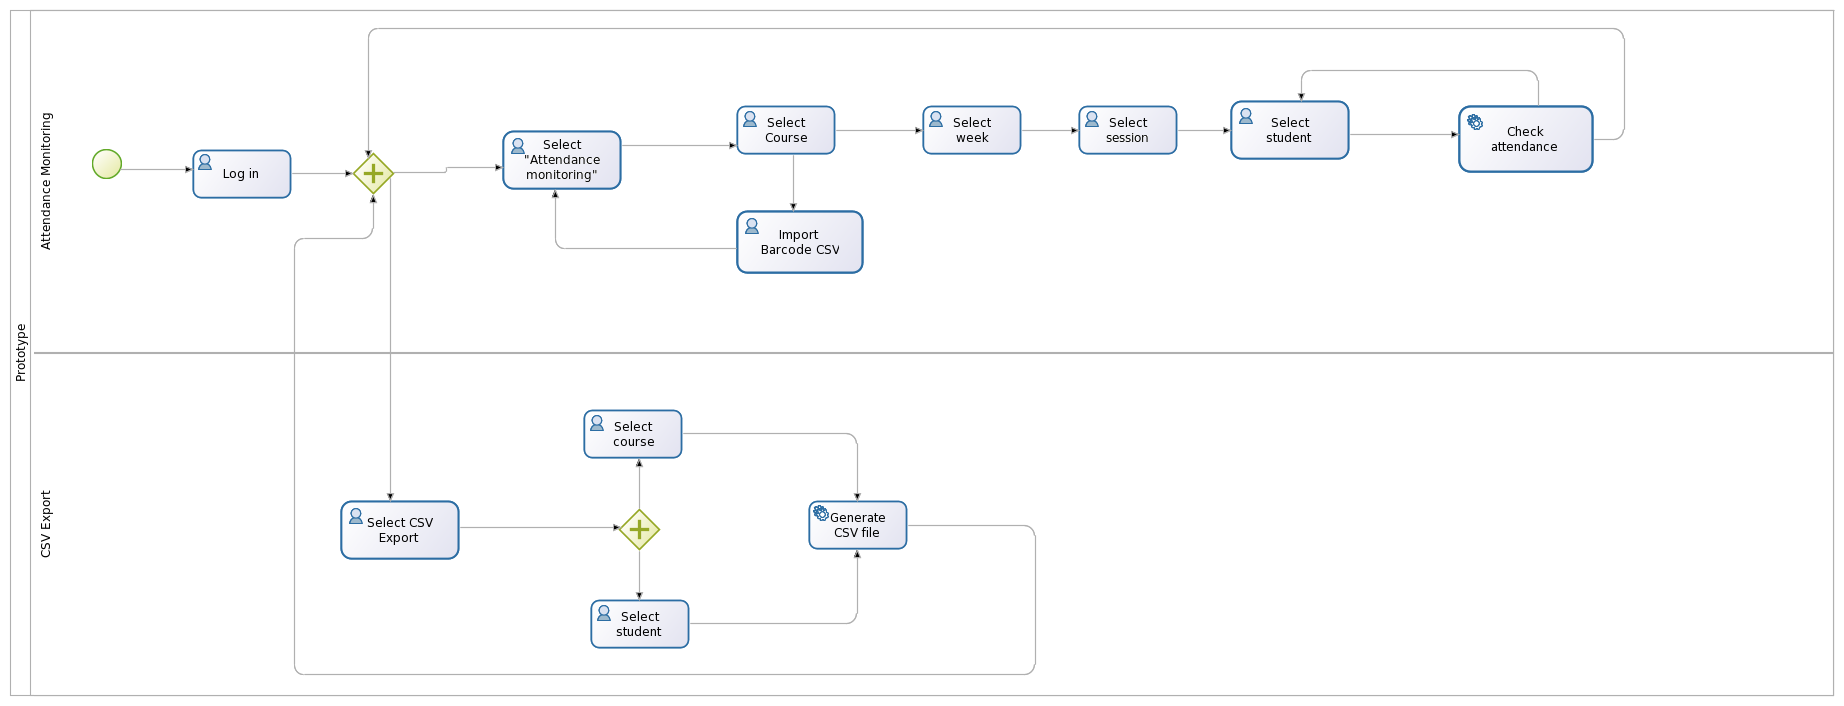 Prototype
Attendance Monitoring
Log in
Select
"Attendance
monitoring"
Select
Course
Import
Barcode CSV
Select
week
Select
session
Select
student
Check
attendance
CSV Export
Select CSV
Export
Select
course
Select
student
Generate
CSV file